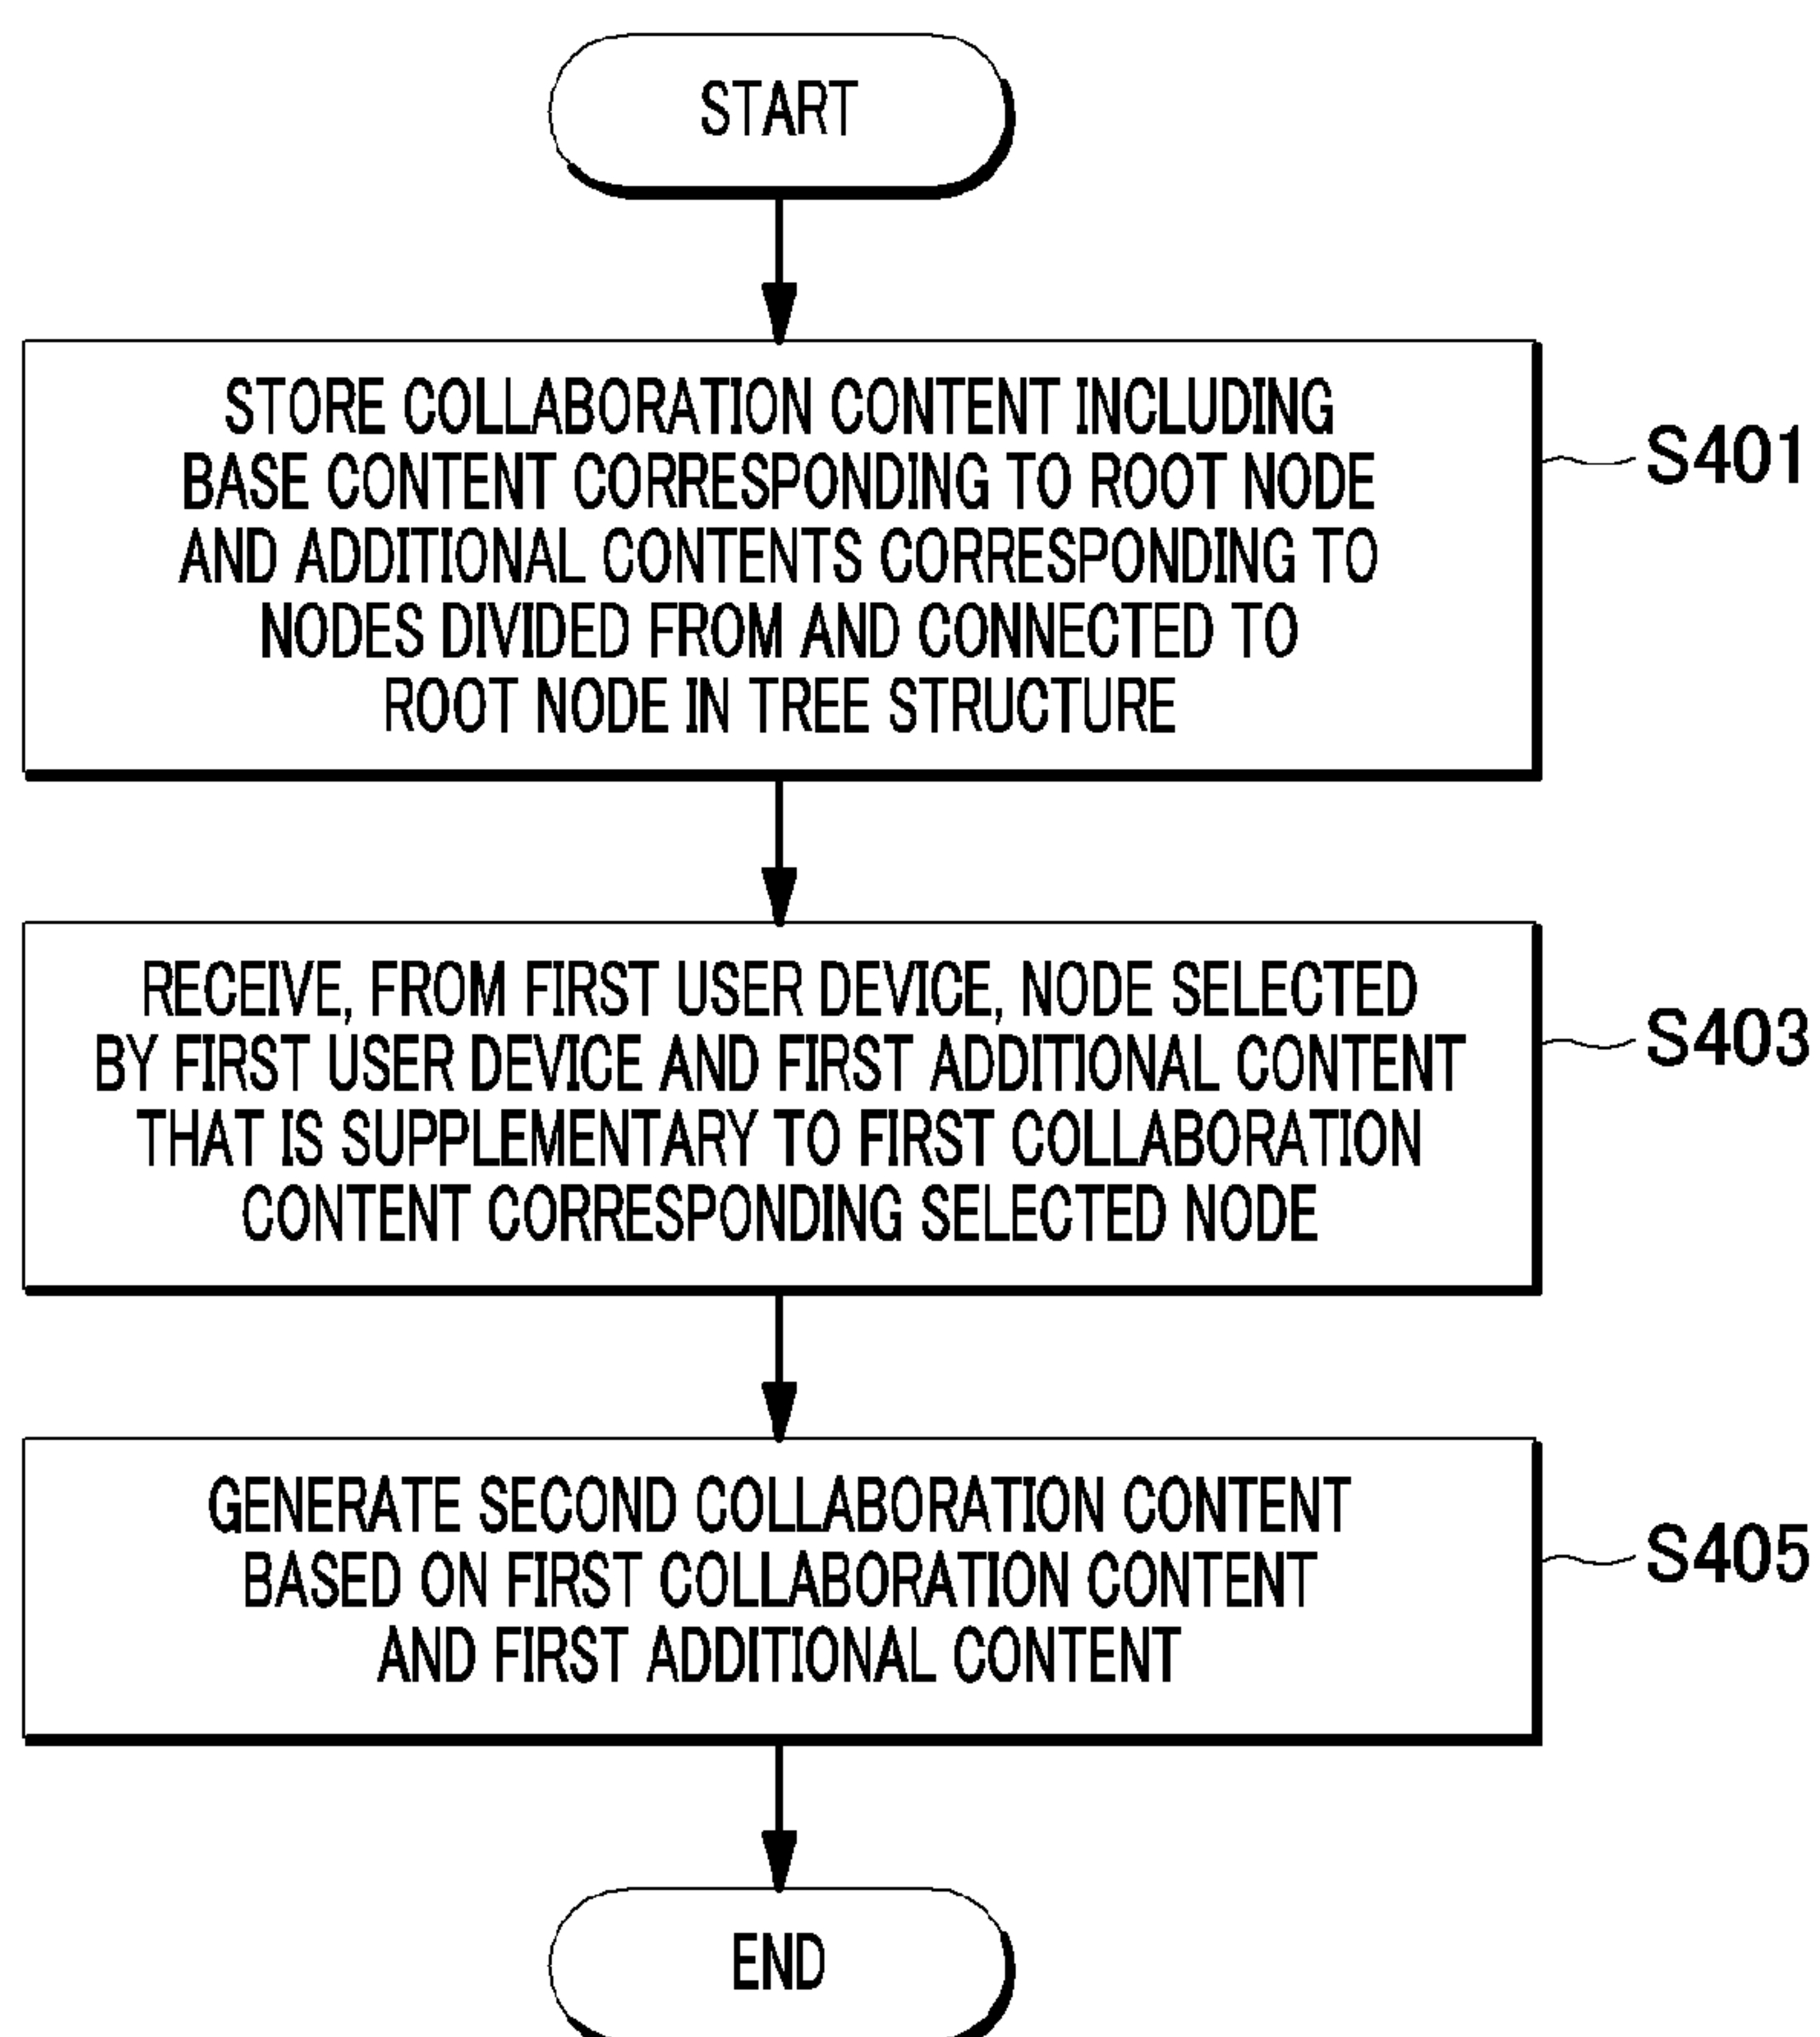 START
STORE COLLABORATION CONTENT INCLUDING
BASE CONTENT CORRESPONDING TO ROOT NODE
AND ADDITIONAL CONTENTS CORRESPONDING TO
NODES DIVIDED FROM AND CONNECTED TO
ROOT NODE IN TREE STRUCTURE
S401
RECEIVE, FROM FIRST USER DEVICE, NODE SELECTED
BY FIRST USER DEVICE AND FIRST ADDITIONAL CONTENT
THAT IS SUPPLEMENTARY TO FIRST COLLABORATION
CONTENT CORRESPONDING SELECTED NODE
S403
GENERATE SECOND COLLABORATION CONTENT
BASED ON FIRST COLLABORATION CONTENT
AND FIRST ADDITIONAL CONTENT
S405
END